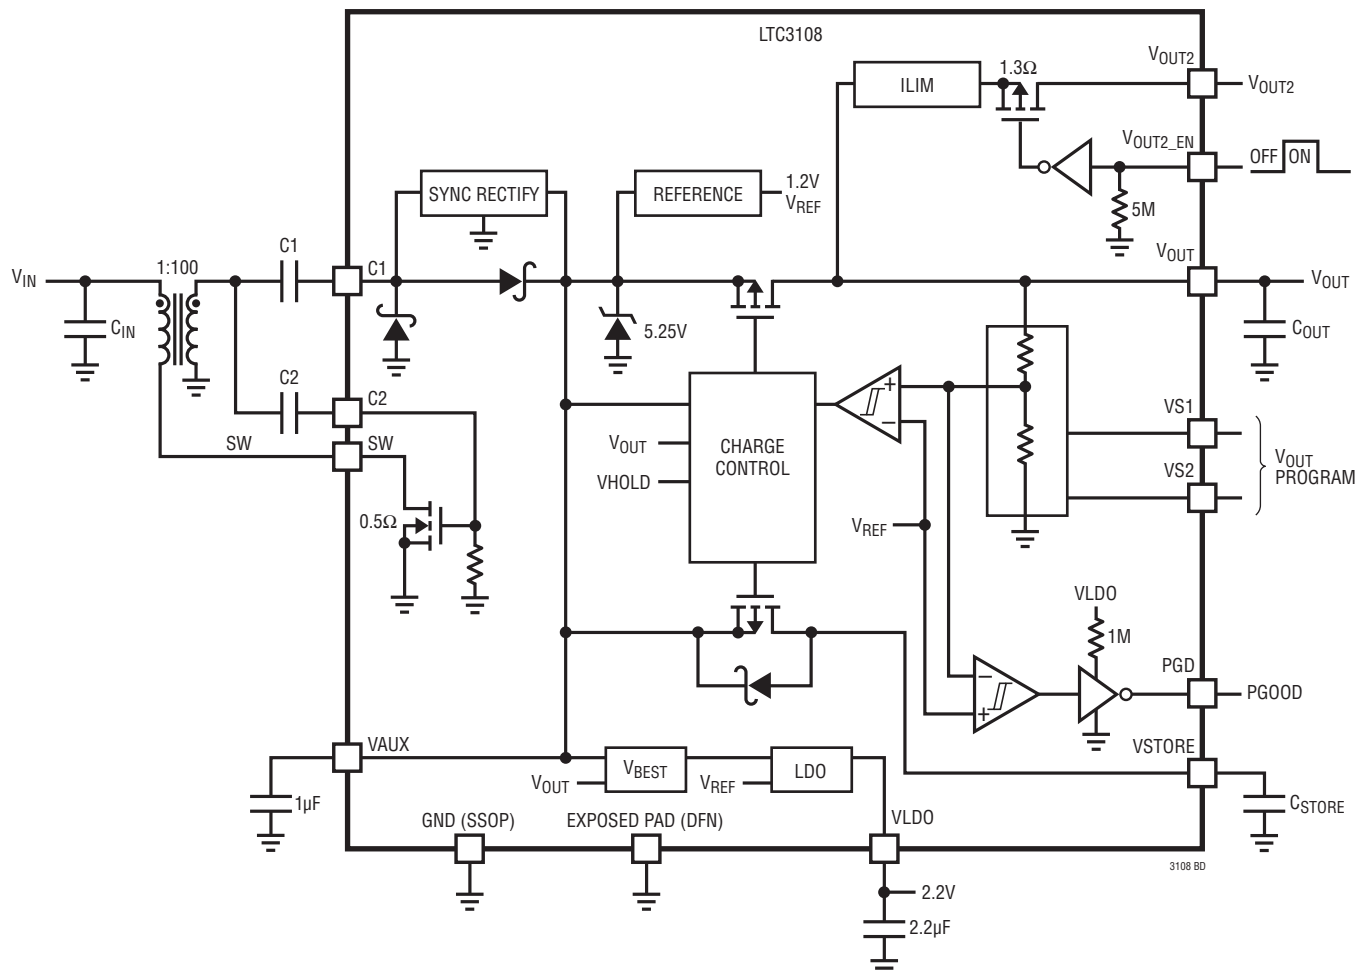 LTC3108
VOUT2
1.3Ω
ILIM
VOUT2
VOUT2_EN
OFF ON
SYNC RECTIFY
REFERENCE
1.2V
VREF
5M
C1
VOUT
1:100
C1
VIN
VOUT
CIN
5.25V
COUT
C2
C2
VS1
SW
SW
VOUT
CHARGE
CONTROL
VOUT
PROGRAM
VS2
VHOLD
0.5Ω
VREF
VLDO
1M
PGD
PGOOD
VAUX
VSTORE
VBEST
LDO
VOUT
VREF
1µF
CSTORE
GND (SSOP)
EXPOSED PAD (DFN)
VLDO
3108 BD
2.2V
2.2µF